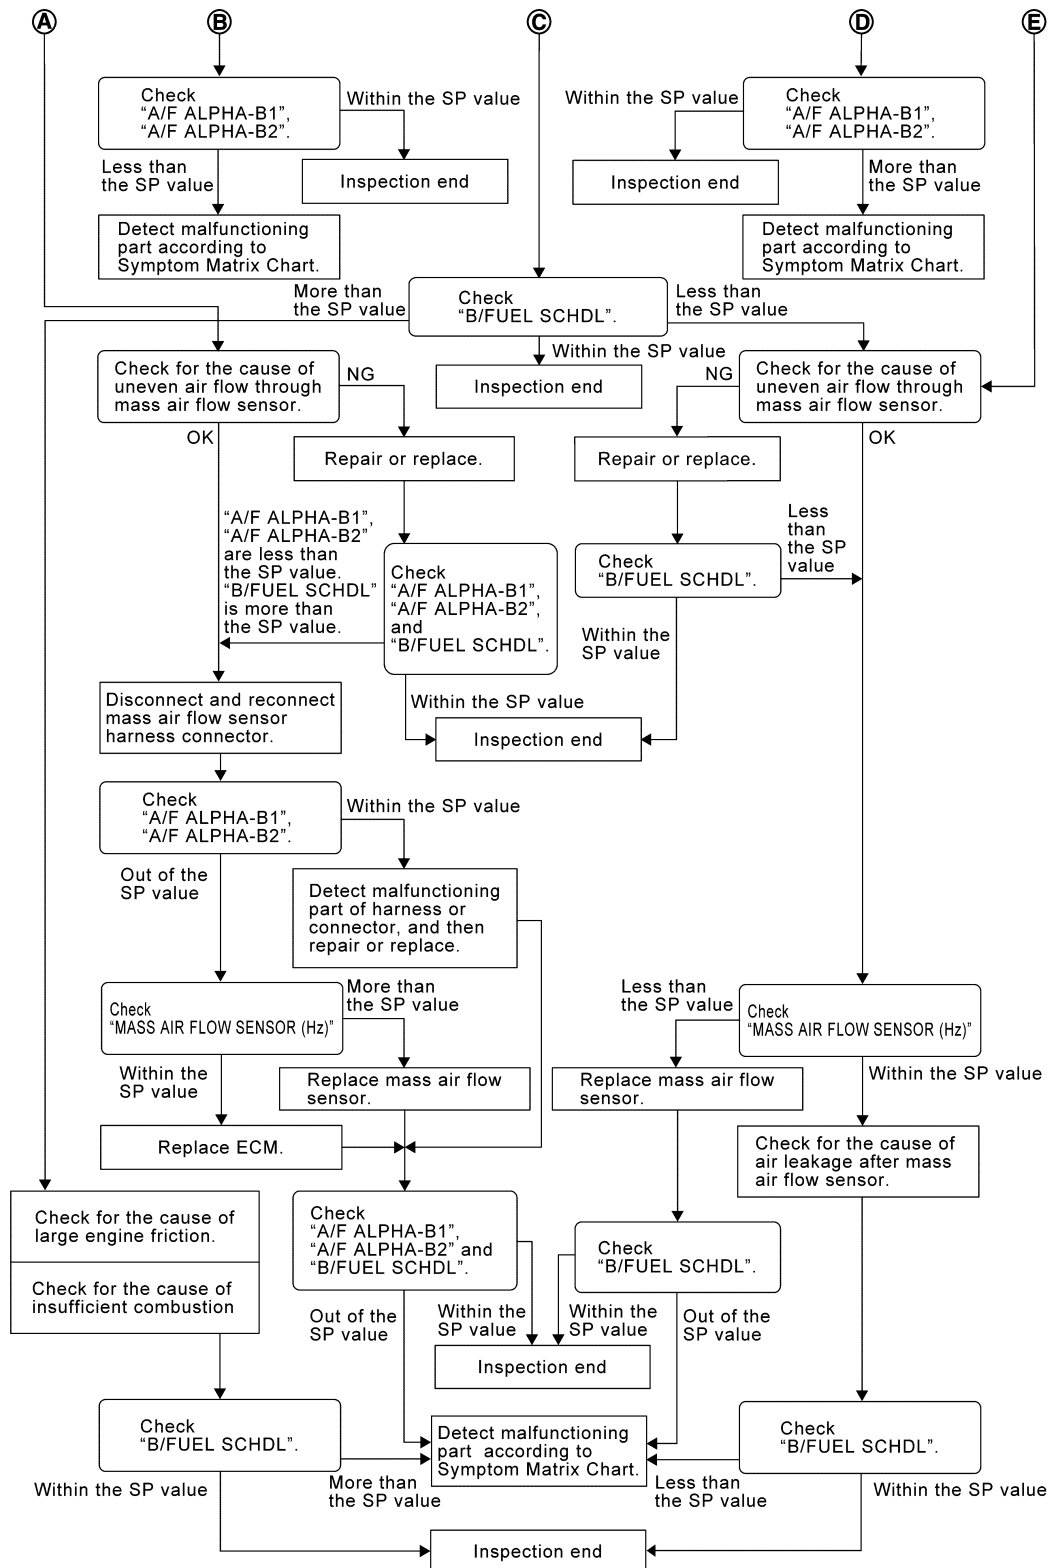 A
B
C
D
E
Check
“A/F ALPHA-B1”,
“A/F ALPHA-B2”.
Within the SP value
Less than
the SP value
Inspection end
Detect malfunctioning
part according to
Symptom Matrix Chart.
Within the SP value
Check
“A/F ALPHA-B1”,
“A/F ALPHA-B2”.
Inspection end
More than
the SP value
Detect malfunctioning
part according to
Symptom Matrix Chart.
More than
the SP value
Check
“B/FUEL SCHDL”.
Less than
the SP value
Within the SP value
Inspection end
Check for the cause of
uneven air flow through
mass air flow sensor.
NG
OK
Repair or replace.
NG
Check for the cause of
uneven air flow through
mass air flow sensor.
OK
Repair or replace.
“A/F ALPHA-B1”,
“A/F ALPHA-B2”
are less than
the SP value.
“B/FUEL SCHDL”
is more than
the SP value.
Check
“A/F ALPHA-B1”,
“A/F ALPHA-B2”,
and
“B/FUEL SCHDL”.
Check
“B/FUEL SCHDL”.
Less
than
the SP
value
Within the
SP value
Within the SP value
Inspection end
Disconnect and reconnect
mass air flow sensor
harness connector.
Check
“A/F ALPHA-B1”,
“A/F ALPHA-B2”.
Within the SP value
Out of the
SP value
Detect malfunctioning
part of harness or
connector, and then
repair or replace.
Check
“MASS AIR FLOW SENSOR (Hz)”
More than
the SP value
Within the
SP value
Replace mass air flow
sensor.
Replace ECM.
Less than
the SP value
Check
“MASS AIR FLOW SENSOR (Hz)”
Within the SP value
Replace mass air flow
sensor.
Check for the cause of
air leakage after mass
air flow sensor.
Check for the cause of
large engine friction.
Check for the cause of
insufficient combustion
Check
“A/F ALPHA-B1”,
“A/F ALPHA-B2” and
“B/FUEL SCHDL”.
Check
“B/FUEL SCHDL”.
Out of the
SP value
Within the
SP value
Within the
SP value
Out of the
SP value
Inspection end
Check
“B/FUEL SCHDL”.
Detect malfunctioning
part  according to
Symptom Matrix Chart.
Check
“B/FUEL SCHDL”.
Within the SP value
More than
the SP value
Less than
the SP value
Within the SP value
Inspection end